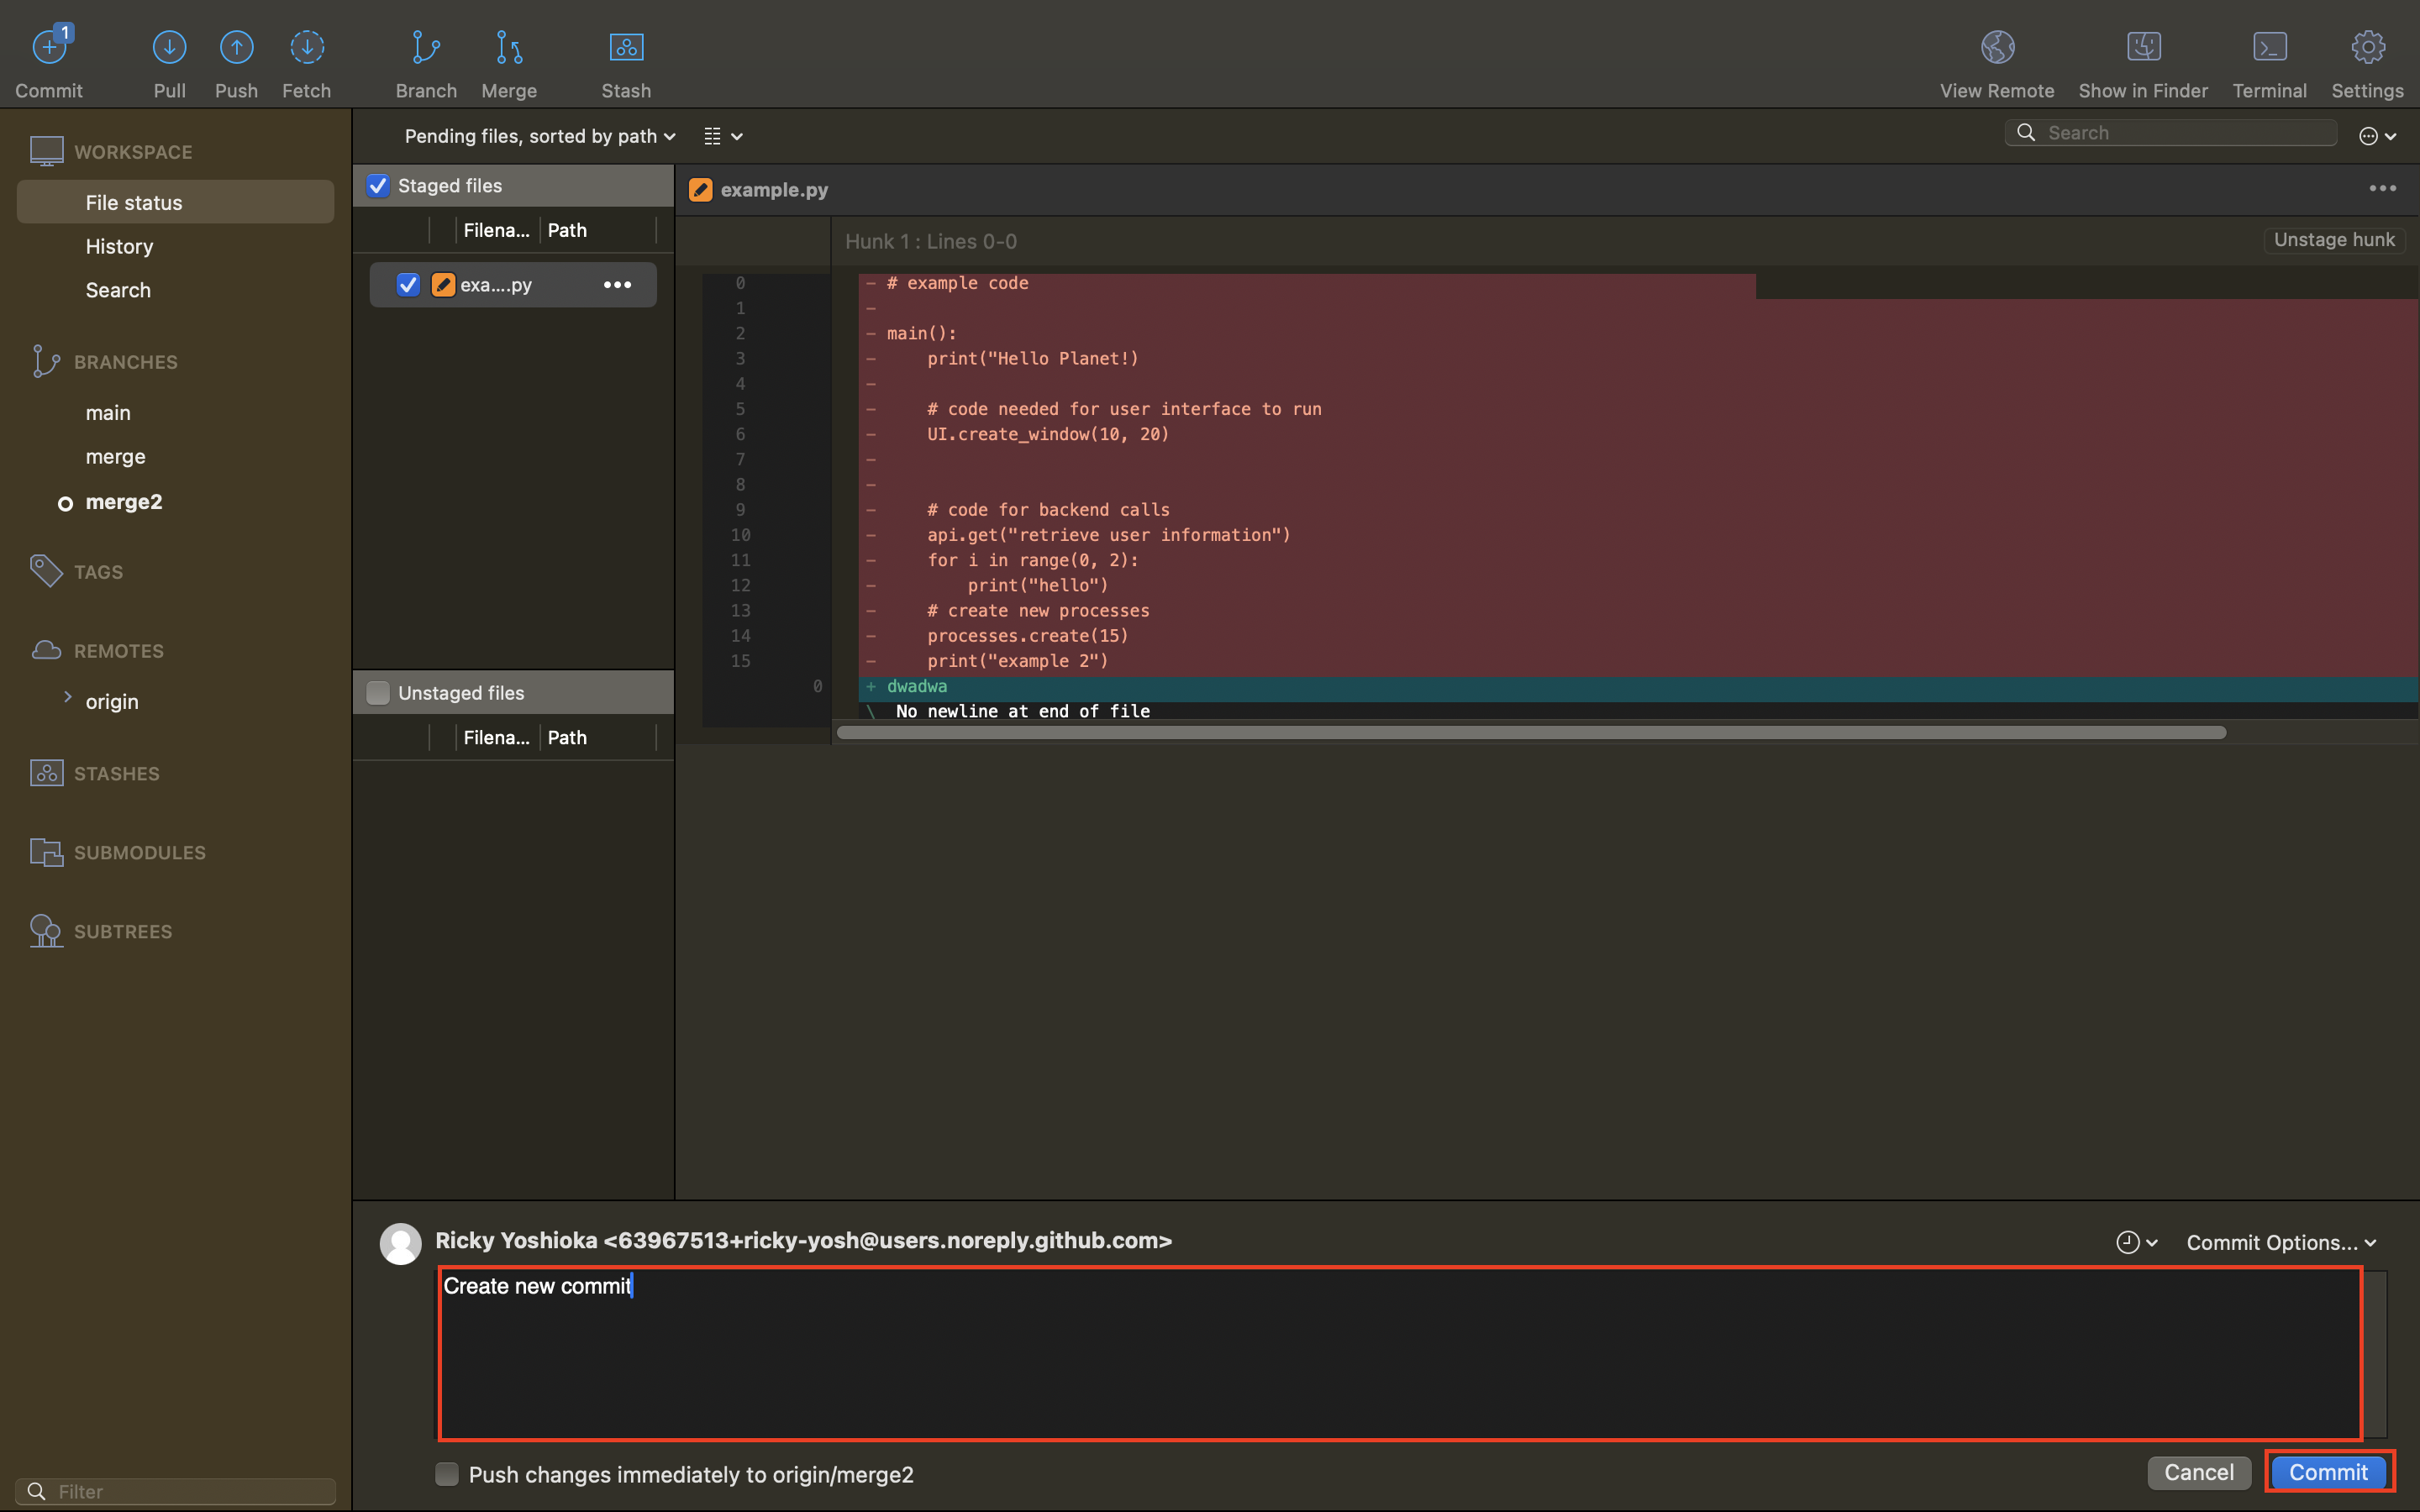 1
Commit Pull Push Fetch Branch Merge Stash View Remote Show in Finder Terminal Settings
WORKSPACE
File status
History
Search
BRANCHES
main
merge
merge2
TAGS
REMOTES
origin
STASHES
SUBMODULES
SUBTREES
Filter
Pending files, sorted by path
Search
Staged files
Filena... Path
exa....py
Unstaged files
Filena... Path
example.py
Hunk 1 : Lines 0-0 Unstage hunk
0 - # example code
1 -
2 - main():
3 -     print("Hello Planet!)
4 -
5 -     # code needed for user interface to run
6 -     UI.create_window(10, 20)
7 -
8 -
9 -     # code for backend calls
10 -     api.get("retrieve user information")
11 -     for i in range(0, 2):
12 -         print("hello")
13 -     # create new processes
14 -     processes.create(15)
15 -     print("example 2")
0 + dwadwa
\ No newline at end of file
Ricky Yoshioka <63967513+ricky-yosh@users.noreply.github.com> Commit Options...
Create new commit
Push changes immediately to origin/merge2 Cancel Commit